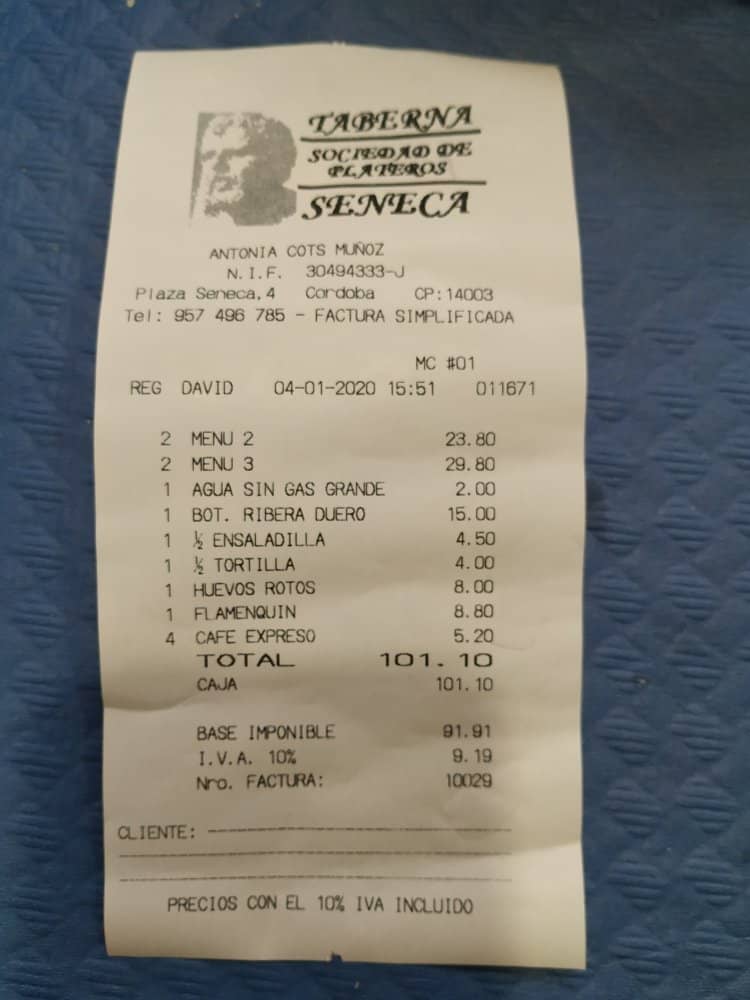 TABERNA
SOCIEDAD DE
PLATEROS
SENECA
ANTONIA COTS MUÑOZ
N.I.F. 30494333-J
Plaza Seneca,4 Cordoba CP:14003
Tel: 957 496 785 - FACTURA SIMPLIFICADA
MC #01
REG DAVID 04-01-2020 15:51 011671
2 MENU 2 23.80
2 MENU 3 29.80
1 AGUA SIN GAS GRANDE 2.00
1 BOT. RIBERA DUERO 15.00
1 ½ ENSALADILLA 4.50
1 ½ TORTILLA 4.00
1 HUEVOS ROTOS 8.00
1 FLAMENQUIN 8.80
4 CAFE EXPRESO 5.20
TOTAL 101.10
CAJA 101.10
BASE IMPONIBLE 91.91
I.V.A. 10% 9.19
Nro. FACTURA: 10029
CLIENTE:
PRECIOS CON EL 10% IVA INCLUIDO